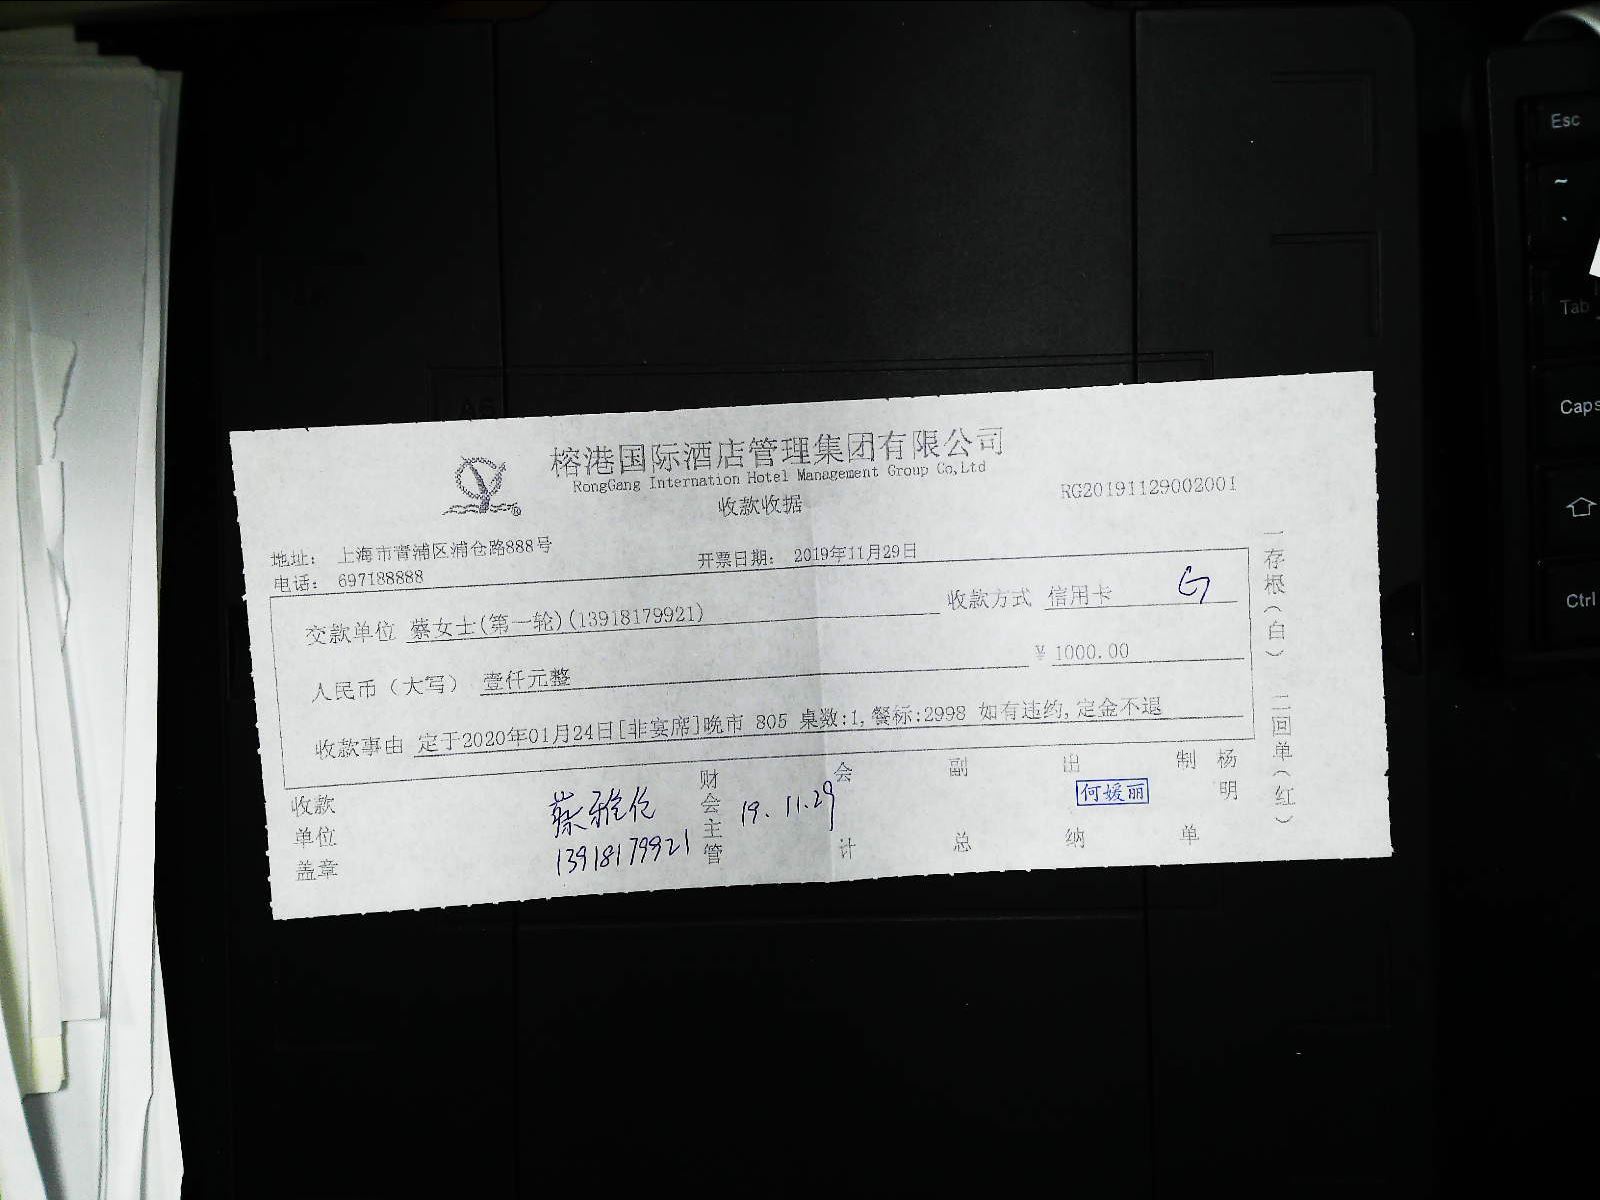 榕港国际酒店管理集团有限公司
RongGang Internation Hotel Management Group Co,Ltd
收款收据
RG20191129002001
地址： 上海市青浦区浦仓路888号
电话： 697188888
开票日期： 2019年11月29日
交款单位 蔡女士(第一轮)(13918179921)
收款方式 信用卡
人民币（大写） 壹仟元整
¥ 1000.00
收款事由 定于2020年01月24日[非宴席]晚市 805 桌数:1,餐标:2998 如有违约,定金不退
收款单位盖章
13918179921
财会主管
19.11.29
会计
副总
出纳
何媛丽
制单
杨明
一存根（白） 二回单（红）
A5
Esc
~
`
Tab
Caps
Ctrl